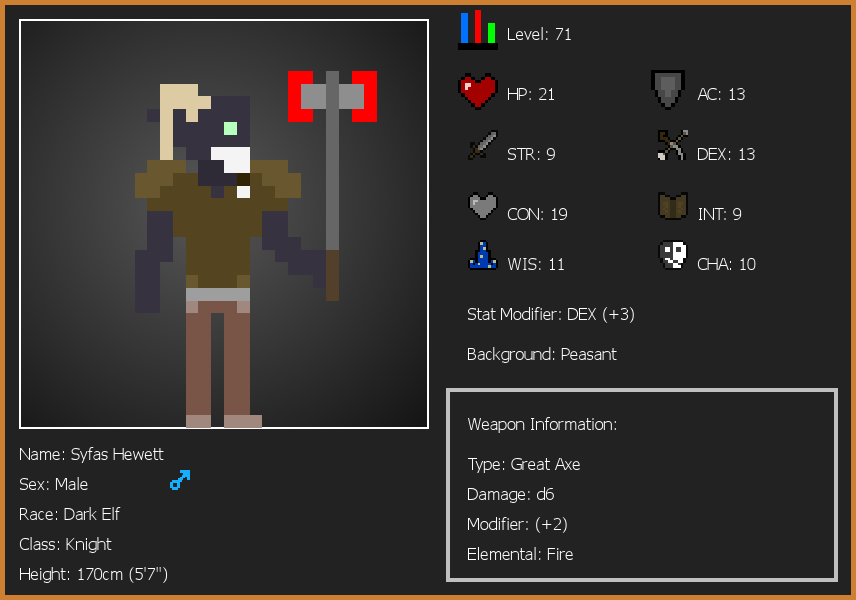 Level: 71
HP: 21
AC: 13
STR: 9
DEX: 13
CON: 19
INT: 9
WIS: 11
CHA: 10
Stat Modifier: DEX (+3)
Background: Peasant
Weapon Information:
Type: Great Axe
Damage: d6
Modifier: (+2)
Elemental: Fire
Name: Syfas Hewett
Sex: Male
Race: Dark Elf
Class: Knight
Height: 170cm (5'7")